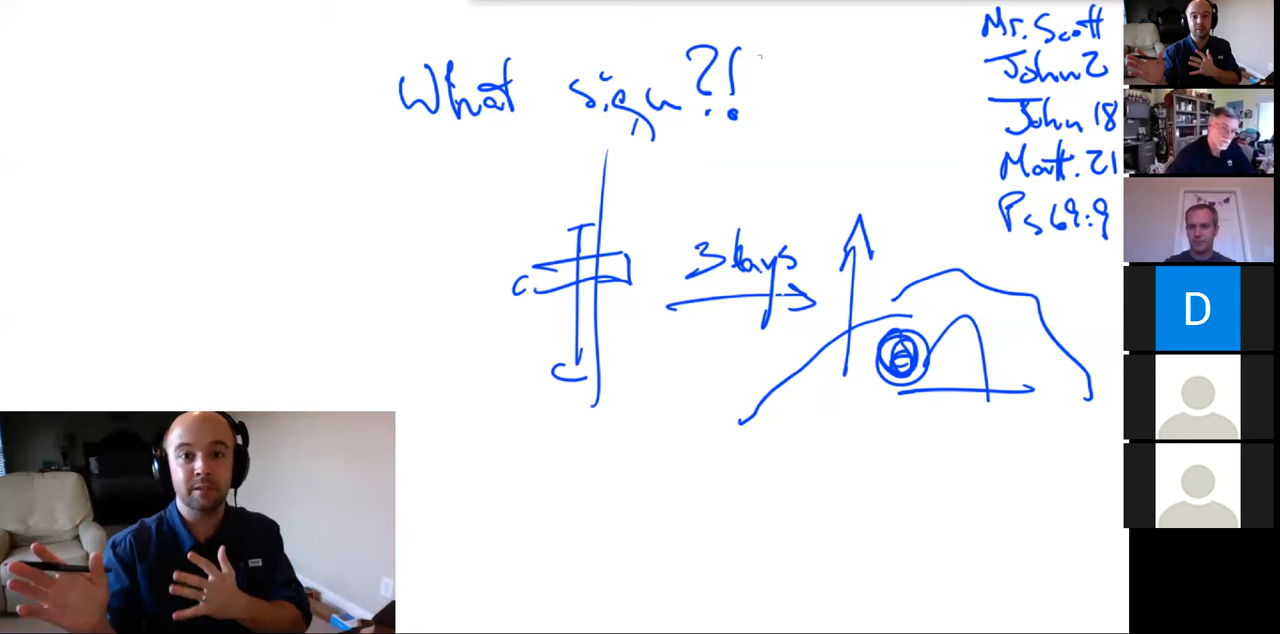 What sign?!
3 days
Mr. Scott
John 2
John 18
Matt. 21
Ps 69:9
D